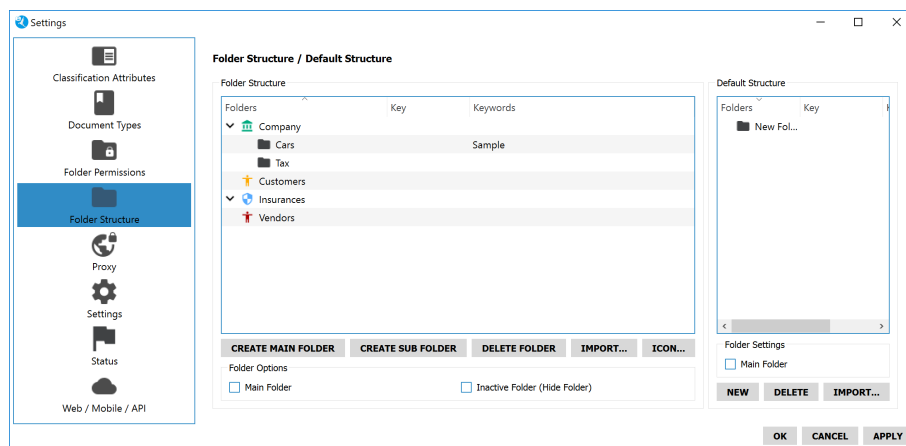 Settings
Classification Attributes
Document Types
Folder Permissions
Folder Structure
Proxy
Settings
Status
Web / Mobile / API
Folder Structure / Default Structure
Folder Structure
Folders Key Keywords
Company
Cars Sample
Tax
Customers
Insurances
Vendors
CREATE MAIN FOLDER CREATE SUB FOLDER DELETE FOLDER IMPORT... ICON...
Folder Options
Main Folder Inactive Folder (Hide Folder)
Default Structure
Folders Key
New Fol...
Folder Settings
Main Folder
NEW DELETE IMPORT...
OK CANCEL APPLY